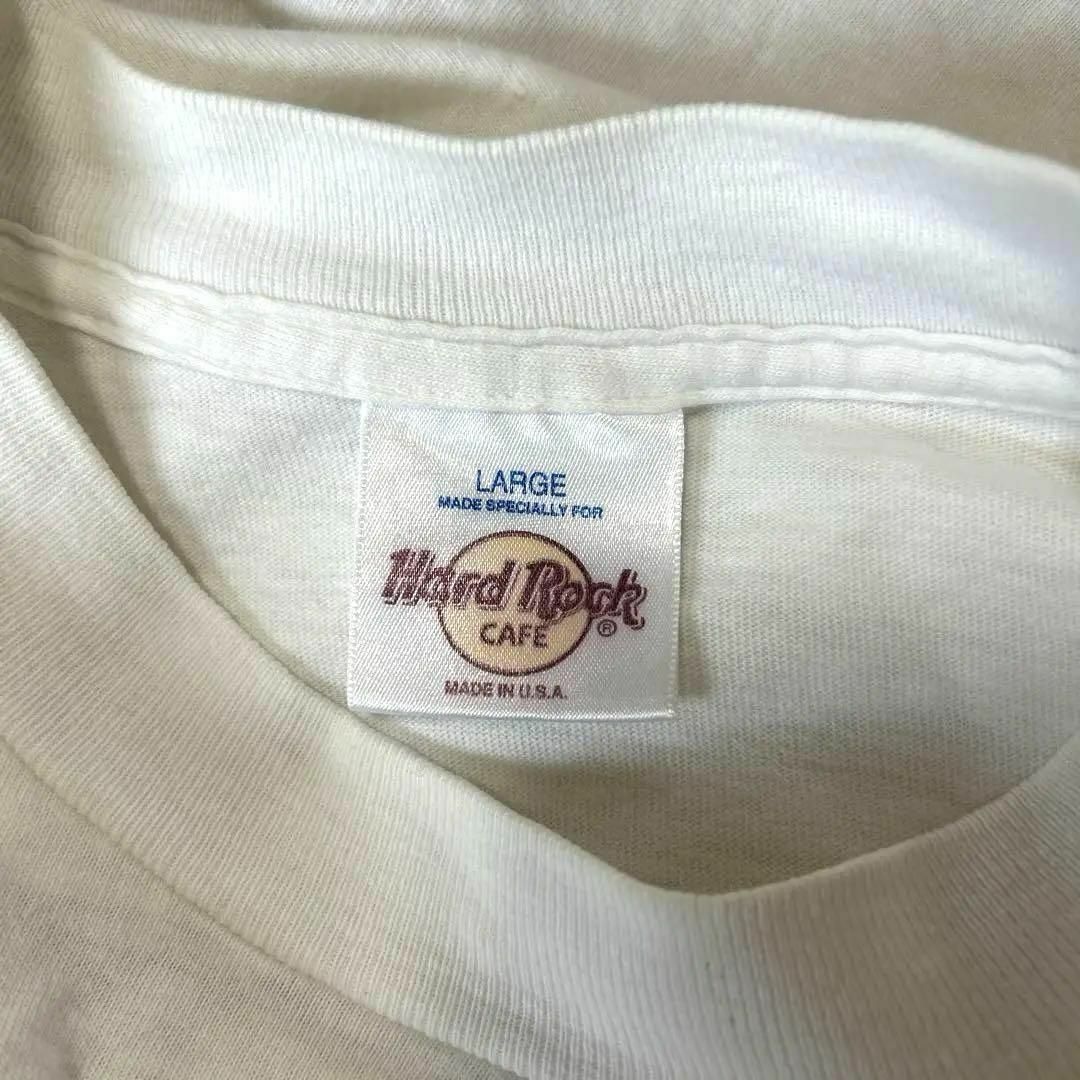 LARGE
MADE SPECIALLY FOR
Hard Rock
CAFE ®
MADE IN U.S.A.